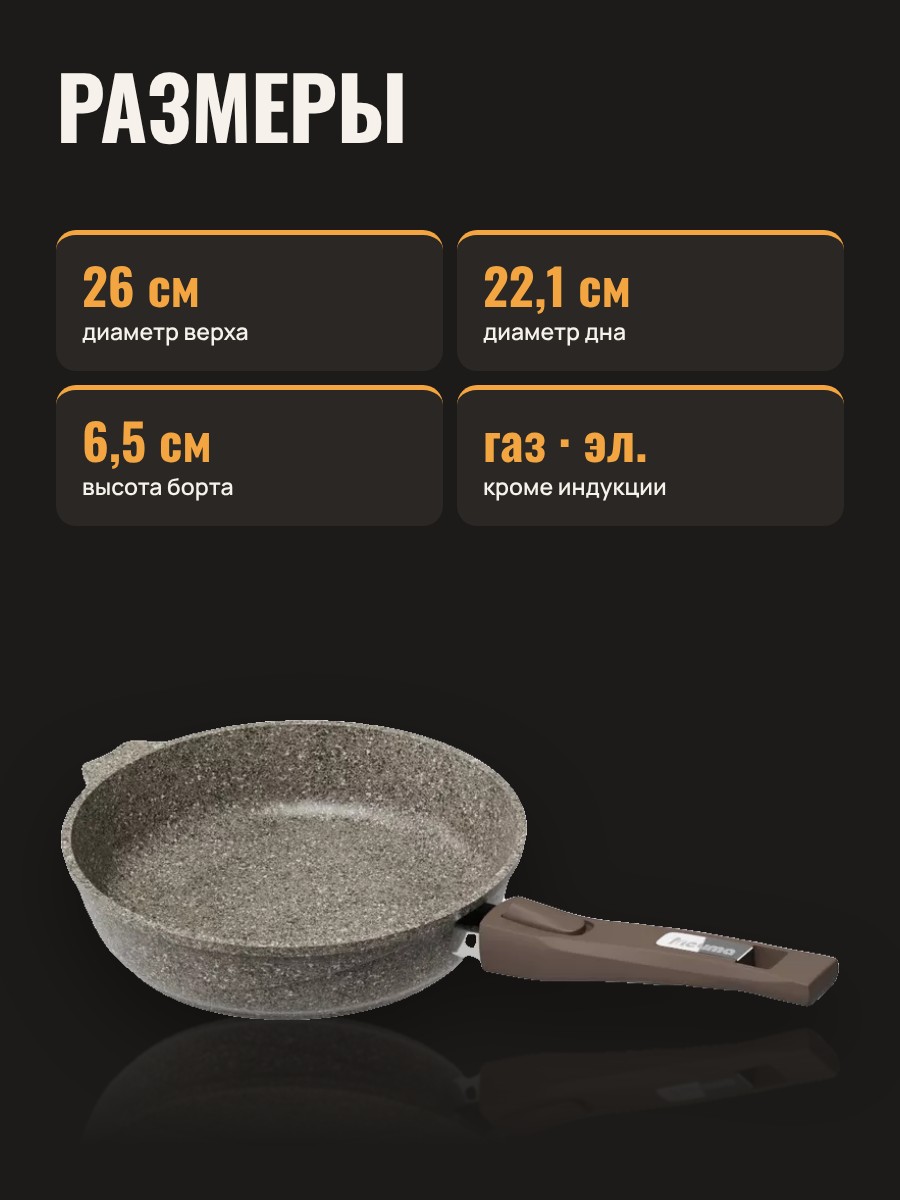 РАЗМЕРЫ
26 см
диаметр верха
22,1 см
диаметр дна
6,5 см
высота борта
газ · эл.
кроме индукции